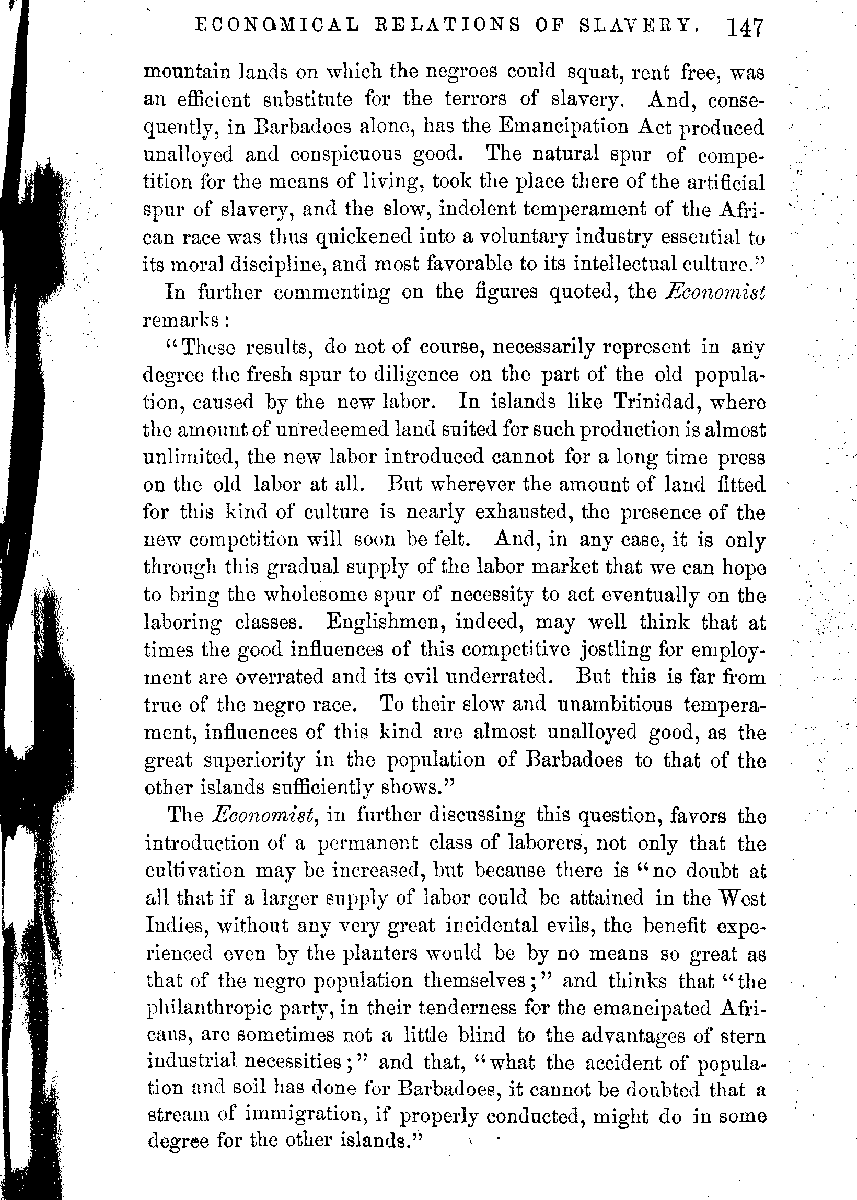 ECONOMICAL RELATIONS OF SLAVERY. 147
mountain lands on which the negroes could squat, rent free, was
an efficient substitute for the terrors of slavery. And, conse-
quently, in Barbadoes alone, has the Emancipation Act produced
unalloyed and conspicuous good. The natural spur of compe-
tition for the means of living, took the place there of the artificial
spur of slavery, and the slow, indolent temperament of the Afri-
can race was thus quickened into a voluntary industry essential to
its moral discipline, and most favorable to its intellectual culture."
In further commenting on the figures quoted, the Economist
remarks:
"These results, do not of course, necessarily represent in any
degree the fresh spur to diligence on the part of the old popula-
tion, caused by the new labor. In islands like Trinidad, where
the amount of unredeemed land suited for such production is almost
unlimited, the new labor introduced cannot for a long time press
on the old labor at all. But wherever the amount of land fitted
for this kind of culture is nearly exhausted, the presence of the
new competition will soon be felt. And, in any case, it is only
through this gradual supply of the labor market that we can hope
to bring the wholesome spur of necessity to act eventually on the
laboring classes. Englishmen, indeed, may well think that at
times the good influences of this competitive jostling for employ-
ment are overrated and its evil underrated. But this is far from
true of the negro race. To their slow and unambitious tempera-
ment, influences of this kind are almost unalloyed good, as the
great superiority in the population of Barbadoes to that of the
other islands sufficiently shows."
The Economist, in further discussing this question, favors the
introduction of a permanent class of laborers, not only that the
cultivation may be increased, but because there is "no doubt at
all that if a larger supply of labor could be attained in the West
Indies, without any very great incidental evils, the benefit expe-
rienced even by the planters would be by no means so great as
that of the negro population themselves;" and thinks that "the
philanthropic party, in their tenderness for the emancipated Afri-
cans, are sometimes not a little blind to the advantages of stern
industrial necessities;" and that, "what the accident of popula-
tion and soil has done for Barbadoes, it cannot be doubted that a
stream of immigration, if properly conducted, might do in some
degree for the other islands."